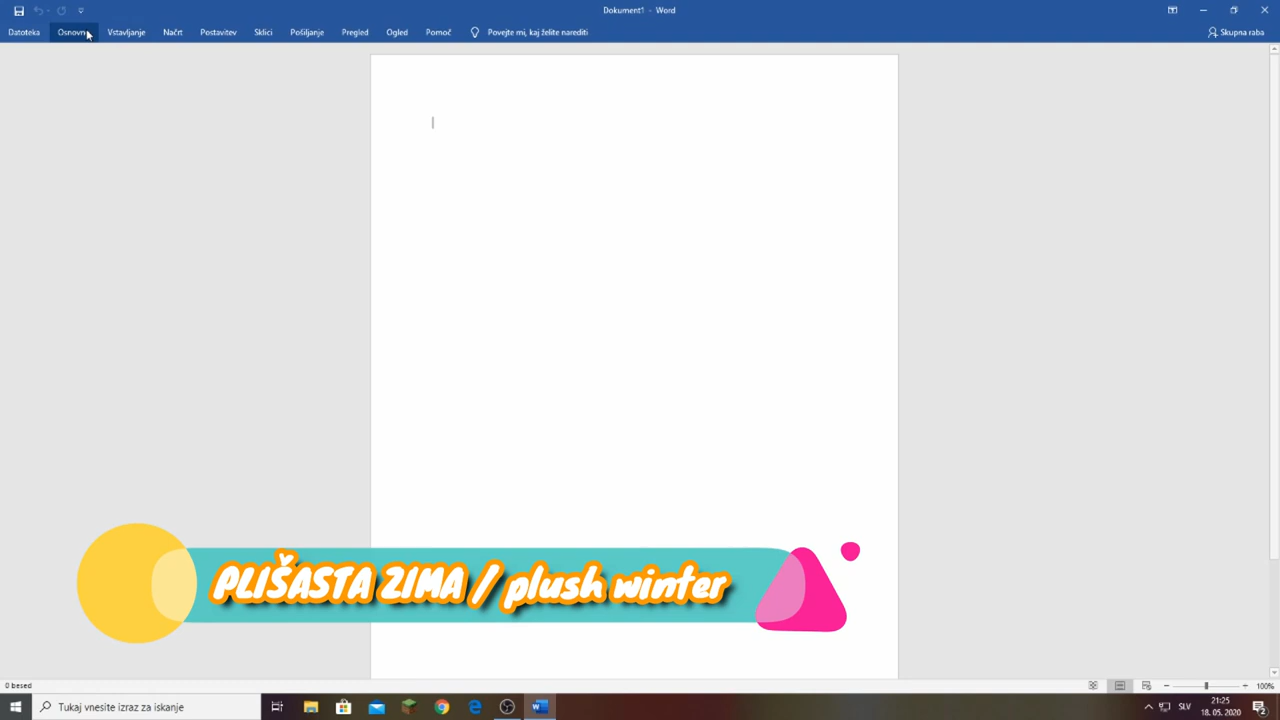 Dokument1 - Word
Datoteka Osnovno Vstavljanje Načrt Postavitev Sklici Pošiljanje Pregled Ogled Pomoč Povejte mi, kaj želite narediti Skupna raba
PLIŠASTA ZIMA / plush winter
0 besed 100%
Tukaj vnesite izraz za iskanje
SLV
21:25
18. 05. 2020
2